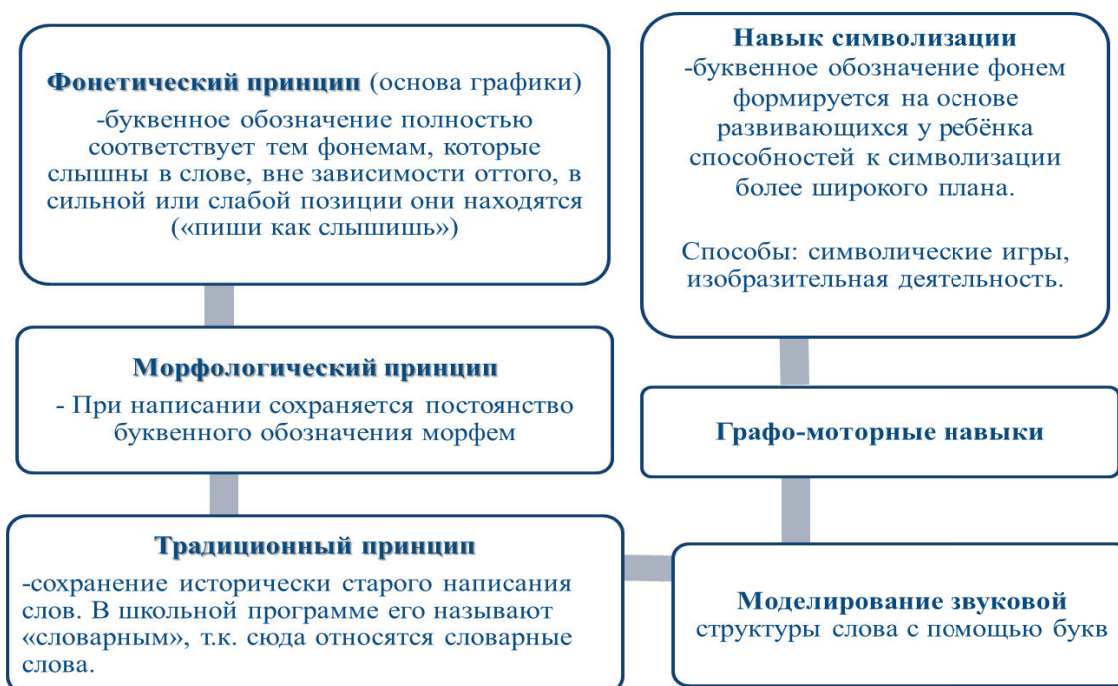 Фонетический принцип (основа графики)
-буквенное обозначение полностью
соответствует тем фонемам, которые
слышны в слове, вне зависимости оттого, в
сильной или слабой позиции они находятся
(«пиши как слышишь»)
Морфологический принцип
- При написании сохраняется постоянство
буквенного обозначения морфем
Традиционный принцип
-сохранение исторически старого написания
слов. В школьной программе его называют
«словарным», т.к. сюда относятся словарные
слова.
Моделирование звуковой
структуры слова с помощью букв
Графо-моторные навыки
Навык символизации
-буквенное обозначение фонем
формируется на основе
развивающихся у ребёнка
способностей к символизации
более широкого плана.
Способы: символические игры,
изобразительная деятельность.